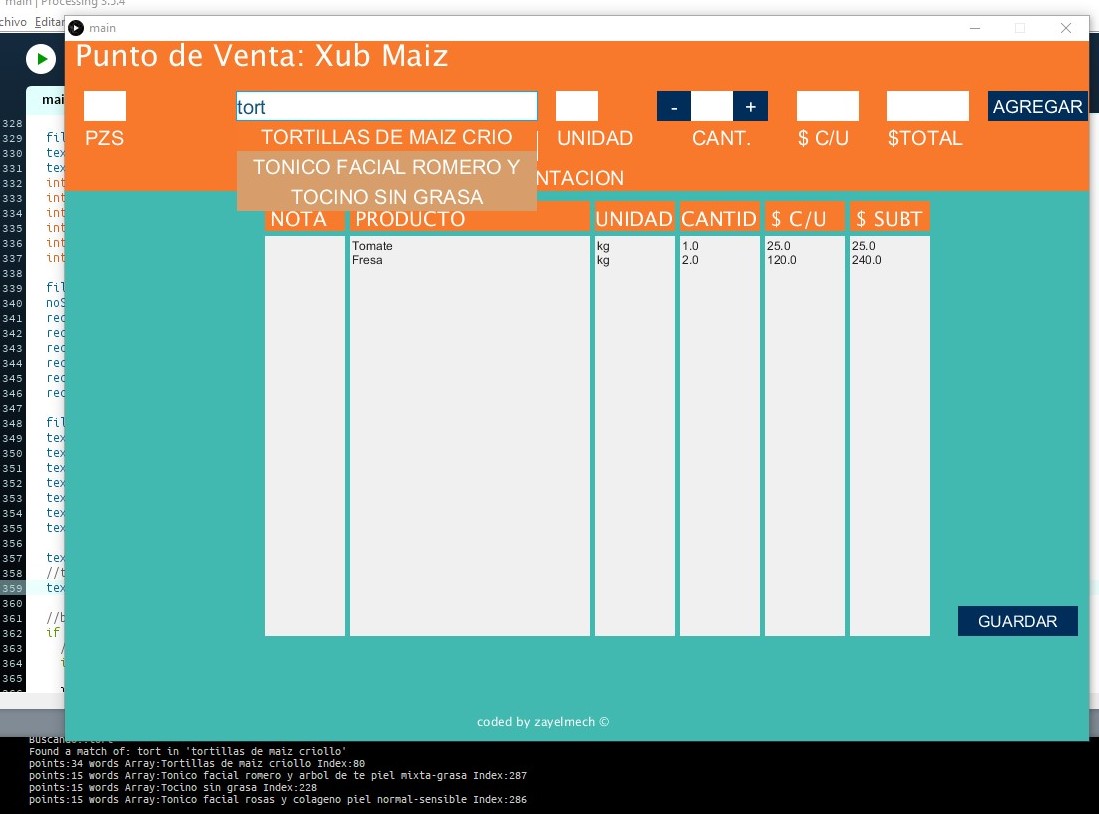 main | Processing 3.5.4
chivo Editar
main
Punto de Venta: Xub Maiz
mai
tort
- +
AGREGAR
PZS
TORTILLAS DE MAIZ CRIO
UNIDAD
CANT.
$ C/U
$TOTAL
TONICO FACIAL ROMERO Y
NTACION
TOCINO SIN GRASA
NOTA PRODUCTO UNIDAD CANTID $ C/U $ SUBT
Tomate kg 1.0 25.0 25.0
Fresa kg 2.0 120.0 240.0
GUARDAR
coded by zayelmech ©
328
329 fil
330 tex
331 tex
332 int
333 int
334 int
335 int
336 int
337 int
338
339 fil
340 noS
341 rec
342 rec
343 rec
344 rec
345 rec
346 rec
347
348 fil
349 tex
350 tex
351 tex
352 tex
353 tex
354 tex
355 tex
356
357 tex
358 //t
359 tex
360
361 //b
362 if
363 /
364 i
365
Found a match of: tort in 'tortillas de maiz criollo'
points:34 words Array:Tortillas de maiz criollo Index:80
points:15 words Array:Tonico facial romero y arbol de te piel mixta-grasa Index:287
points:15 words Array:Tocino sin grasa Index:228
points:15 words Array:Tonico facial rosas y colageno piel normal-sensible Index:286